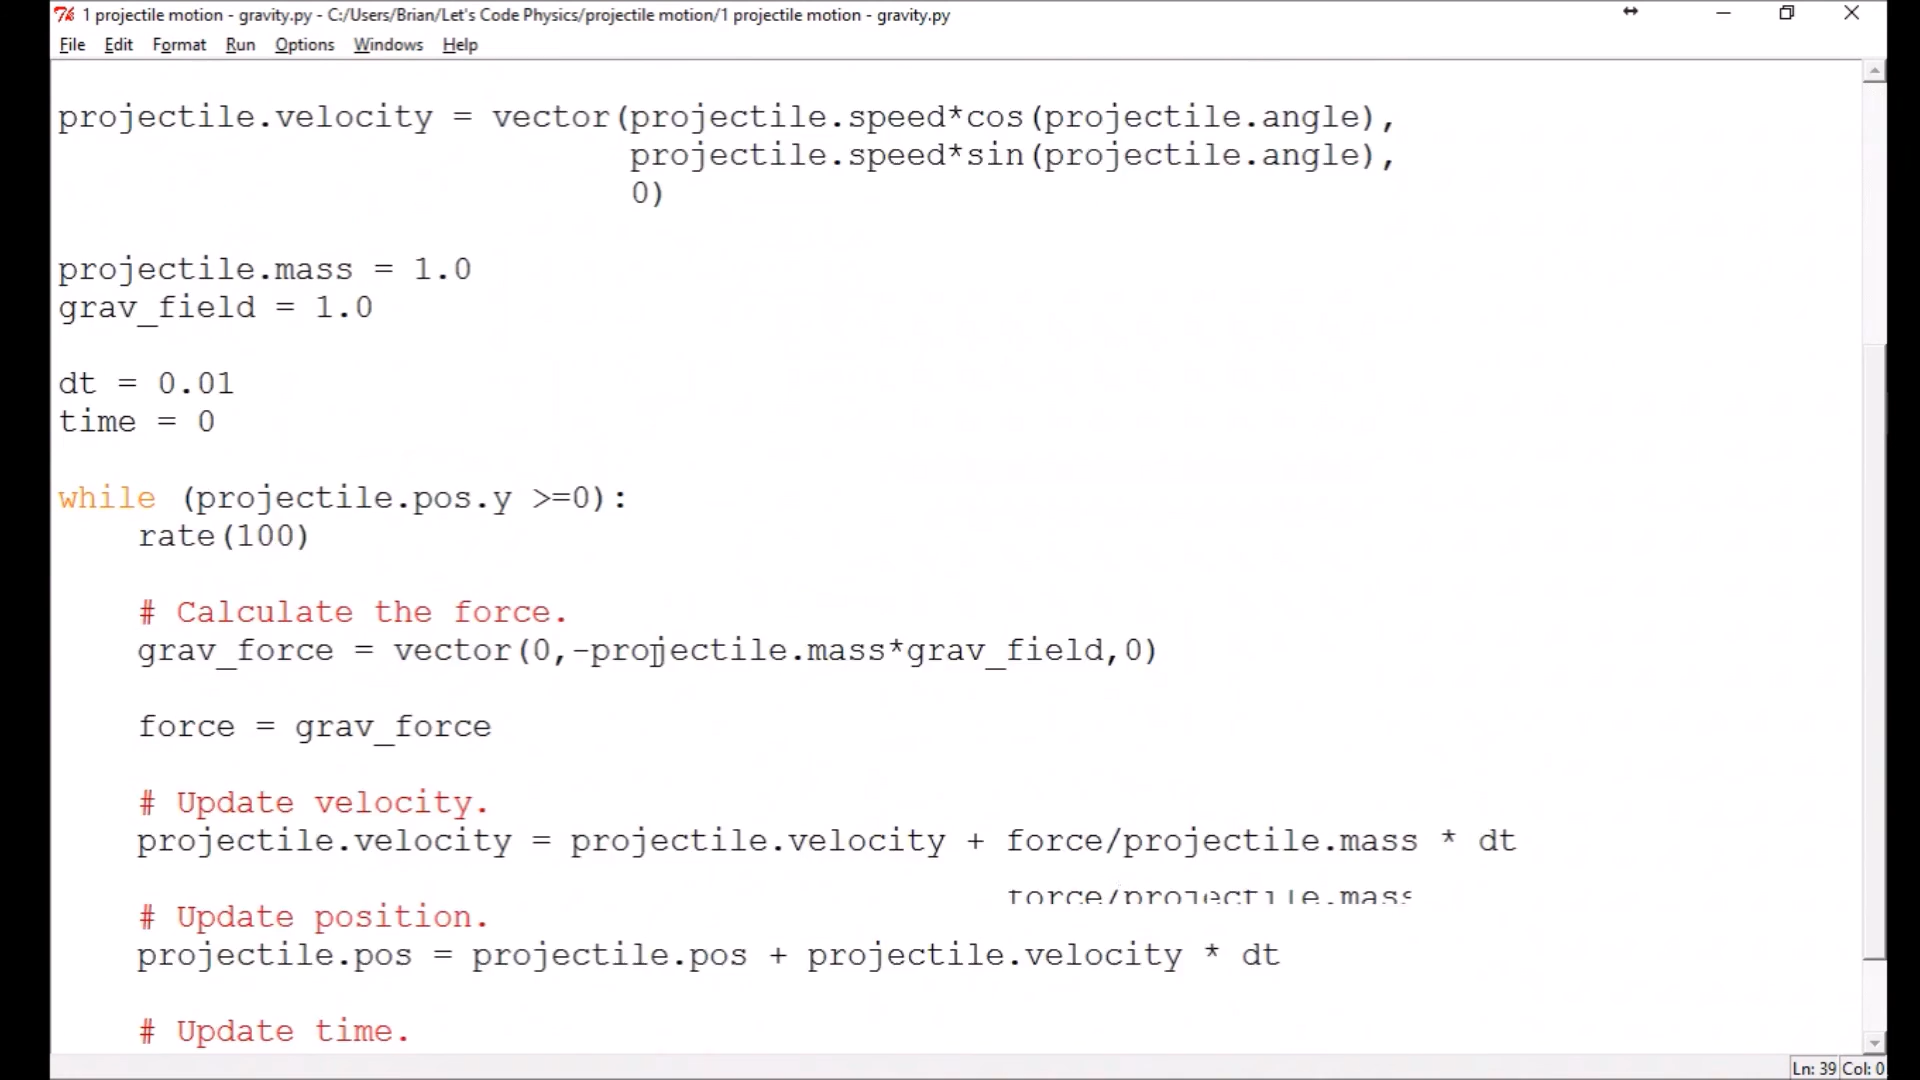 1 projectile motion - gravity.py - C:/Users/Brian/Let's Code Physics/projectile motion/1 projectile motion - gravity.py
File Edit Format Run Options Windows Help
projectile.velocity = vector(projectile.speed*cos(projectile.angle),
projectile.speed*sin(projectile.angle),
0)
projectile.mass = 1.0
grav_field = 1.0
dt = 0.01
time = 0
while (projectile.pos.y >=0):
rate(100)
# Calculate the force.
grav_force = vector(0,-projectile.mass*grav_field,0)
force = grav_force
# Update velocity.
projectile.velocity = projectile.velocity + force/projectile.mass * dt
force/projectile.mass
# Update position.
projectile.pos = projectile.pos + projectile.velocity * dt
# Update time.
Ln: 39 Col: 0